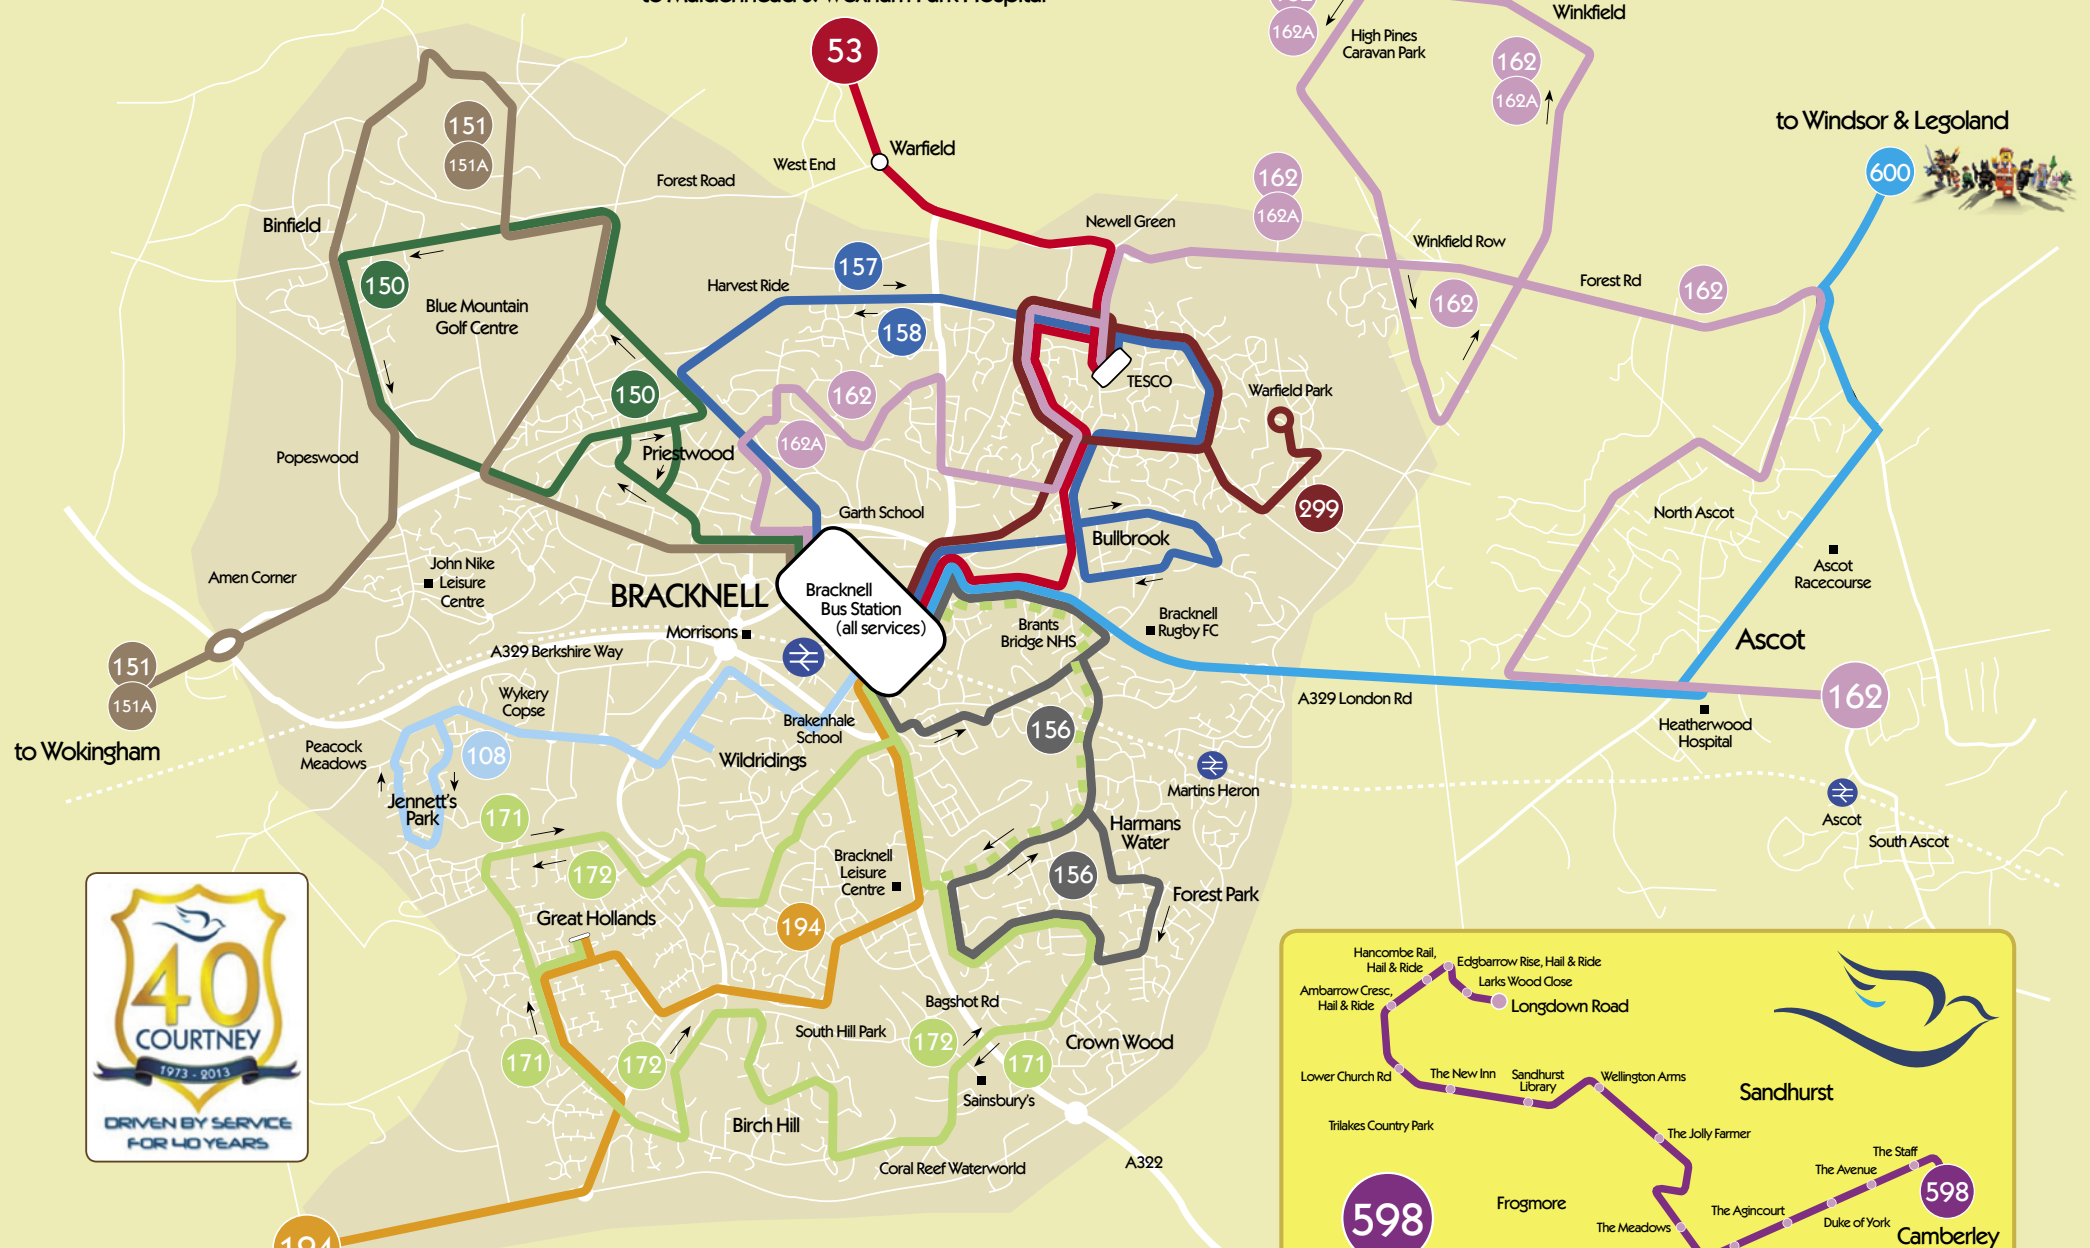 to Maidenhead & Wexham Park Hospital
53
162
162A
High Pines
Caravan Park
Winkfield
162
162A
to Windsor & Legoland
600
151
151A
Warfield
West End
Forest Road
162
162A
Newell Green
Binfield
Winkfield Row
150
157
Harvest Ride
158
Blue Mountain
Golf Centre
Forest Rd
162
162
150
162
162A
TESCO
Warfield Park
Priestwood
Popeswood
299
Garth School
Bullbrook
North Ascot
Ascot
Racecourse
John Nike
Leisure
Centre
Amen Corner
BRACKNELL
Bracknell
Bus Station
(all services)
Morrisons
Brants
Bridge NHS
Bracknell
Rugby FC
Ascot
151
151A
to Wokingham
A329 Berkshire Way
Wykery
Copse
A329 London Rd
162
Heatherwood
Hospital
Brakenhale
School
156
Peacock
Meadows
108
Wildridings
Martins Heron
Jennett's
Park
Ascot
South Ascot
171
172
Harmans
Water
Bracknell
Leisure
Centre
156
Forest Park
Great Hollands
194
40
COURTNEY
1973 - 2013
DRIVEN BY SERVICE
FOR 40 YEARS
Bagshot Rd
South Hill Park
172
171
Crown Wood
171
172
Sainsbury's
Birch Hill
Coral Reef Waterworld
A322
194
Hancombe Rail,
Hail & Ride
Edgbarrow Rise, Hail & Ride
Larks Wood Close
Ambarrow Cresc,
Hail & Ride
Longdown Road
Lower Church Rd
The New Inn
Sandhurst
Library
Wellington Arms
Sandhurst
Trilakes Country Park
The Jolly Farmer
The Staff
The Avenue
598
598
Frogmore
The Agincourt
The Meadows
Duke of York
Camberley